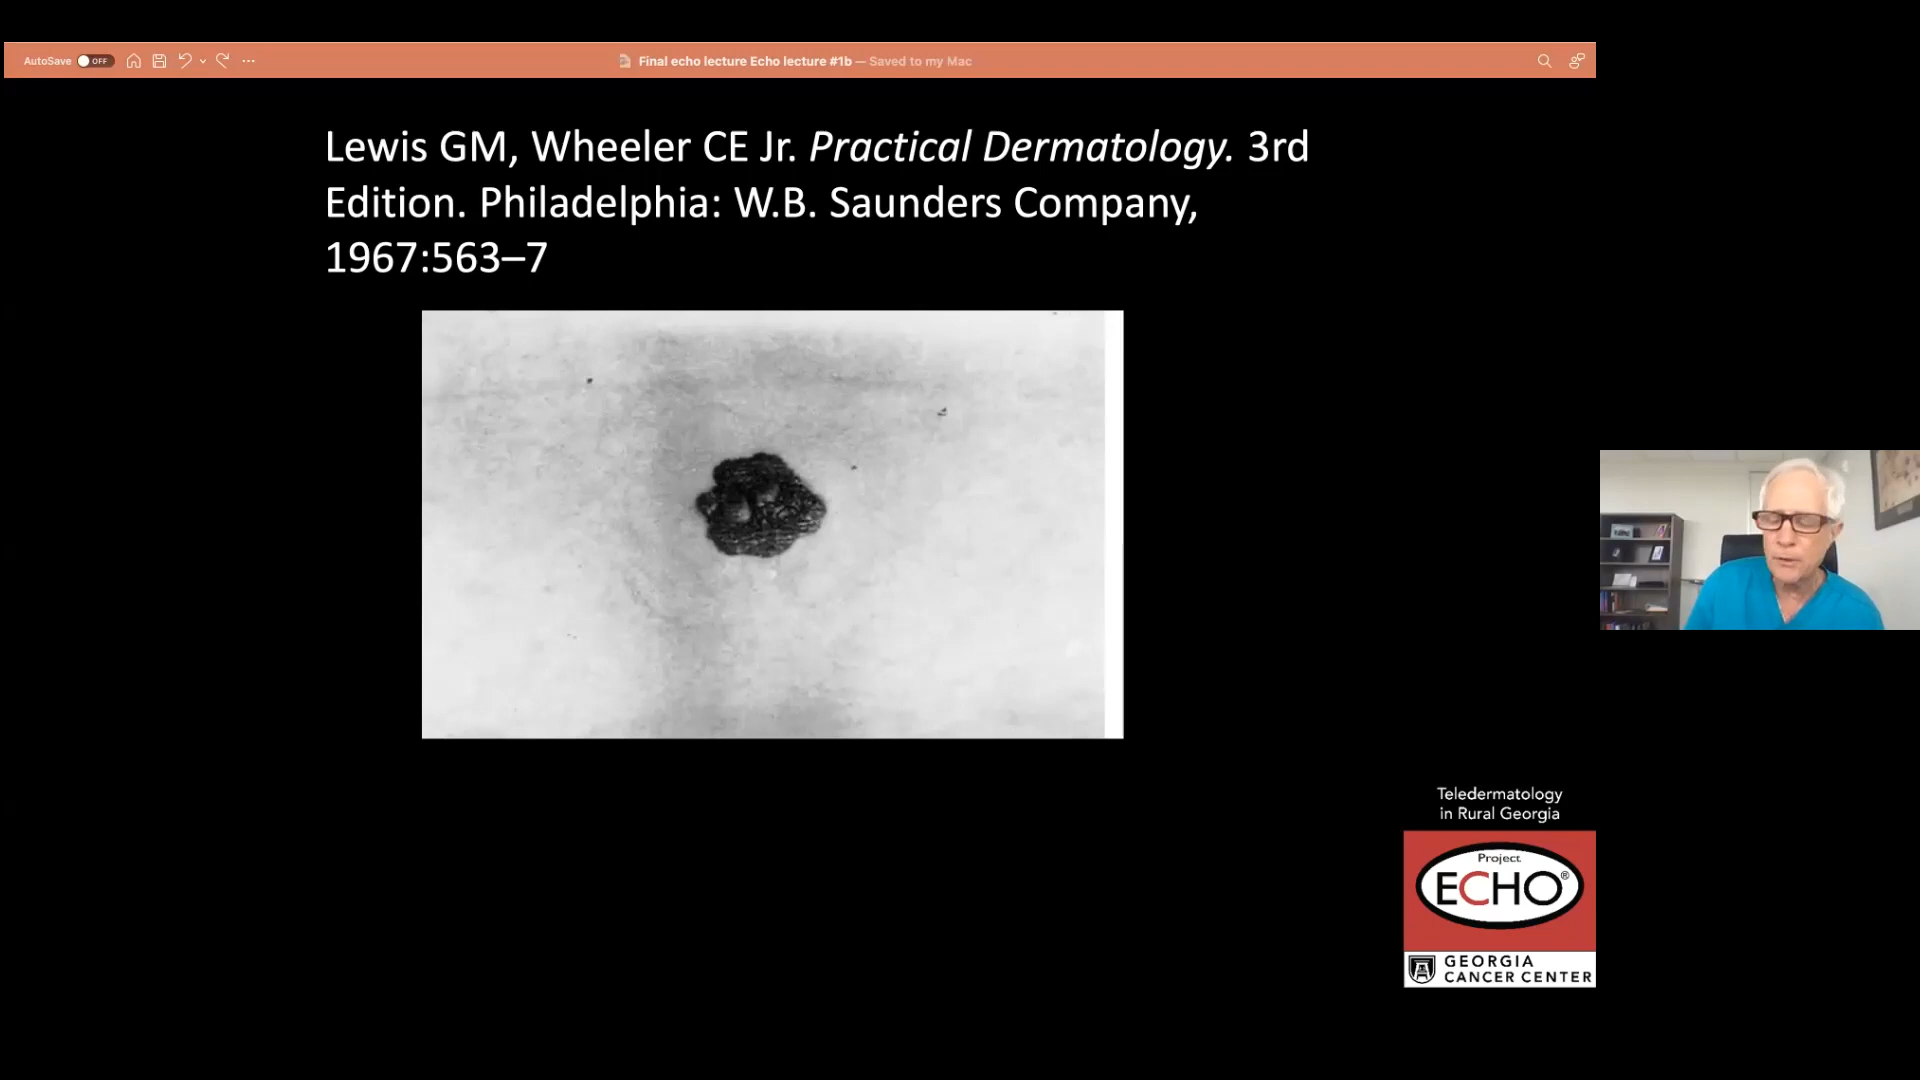 AutoSave OFF
Final echo lecture Echo lecture #1b — Saved to my Mac
Lewis GM, Wheeler CE Jr. Practical Dermatology. 3rd
Edition. Philadelphia: W.B. Saunders Company,
1967:563–7
Teledermatology
in Rural Georgia
Project
ECHO®
GEORGIA
CANCER CENTER